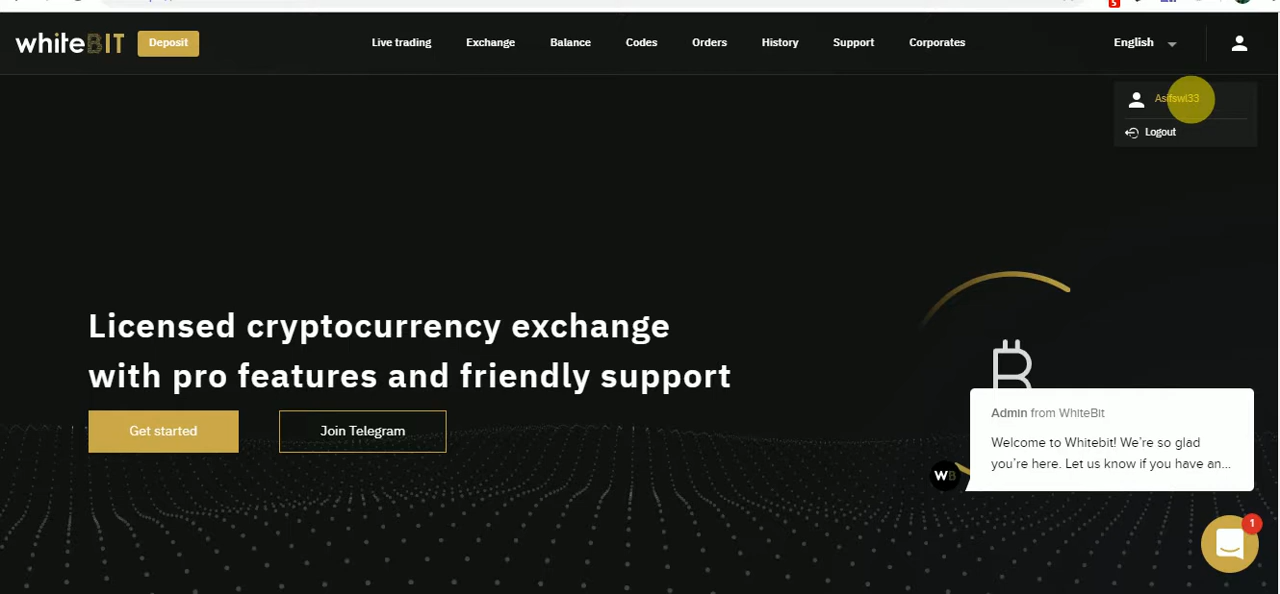 whiteBIT
Deposit
Live trading
Exchange
Balance
Codes
Orders
History
Support
Corporates
English
Asifswi33
Logout
Licensed cryptocurrency exchange
with pro features and friendly support
Get started
Join Telegram
B
Admin from WhiteBit
Welcome to Whitebit! We're so glad
you're here. Let us know if you have an...
WB
1